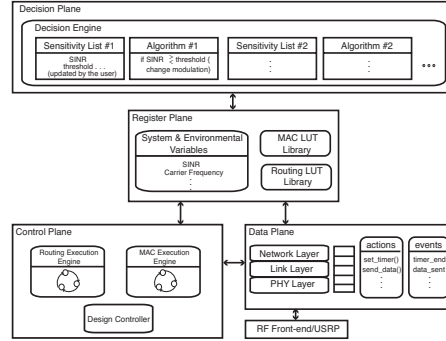 Decision Plane
Decision Engine
Sensitivity List #1
SINR
threshold . . .
(updated by the user)
Algorithm #1
if SINR ≷ threshold {
change modulation}
Sensitivity List #2
Algorithm #2
Register Plane
System & Environmental
Variables
SINR
Carrier Frequency
MAC LUT
Library
Routing LUT
Library
Control Plane
Routing Execution
Engine
MAC Execution
Engine
Design Controller
Data Plane
Network Layer
Link Layer
PHY Layer
actions
set_timer()
send_data()
events
timer_end
data_sent
RF Front-end/USRP